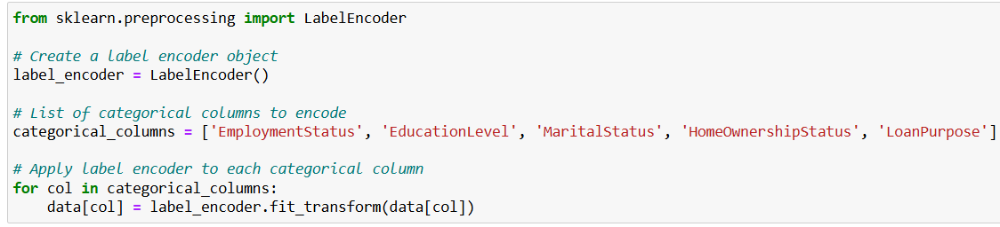 from sklearn.preprocessing import LabelEncoder
# Create a label encoder object
label_encoder = LabelEncoder()
# List of categorical columns to encode
categorical_columns = ['EmploymentStatus', 'EducationLevel', 'MaritalStatus', 'HomeOwnershipStatus', 'LoanPurpose']
# Apply label encoder to each categorical column
for col in categorical_columns:
    data[col] = label_encoder.fit_transform(data[col])